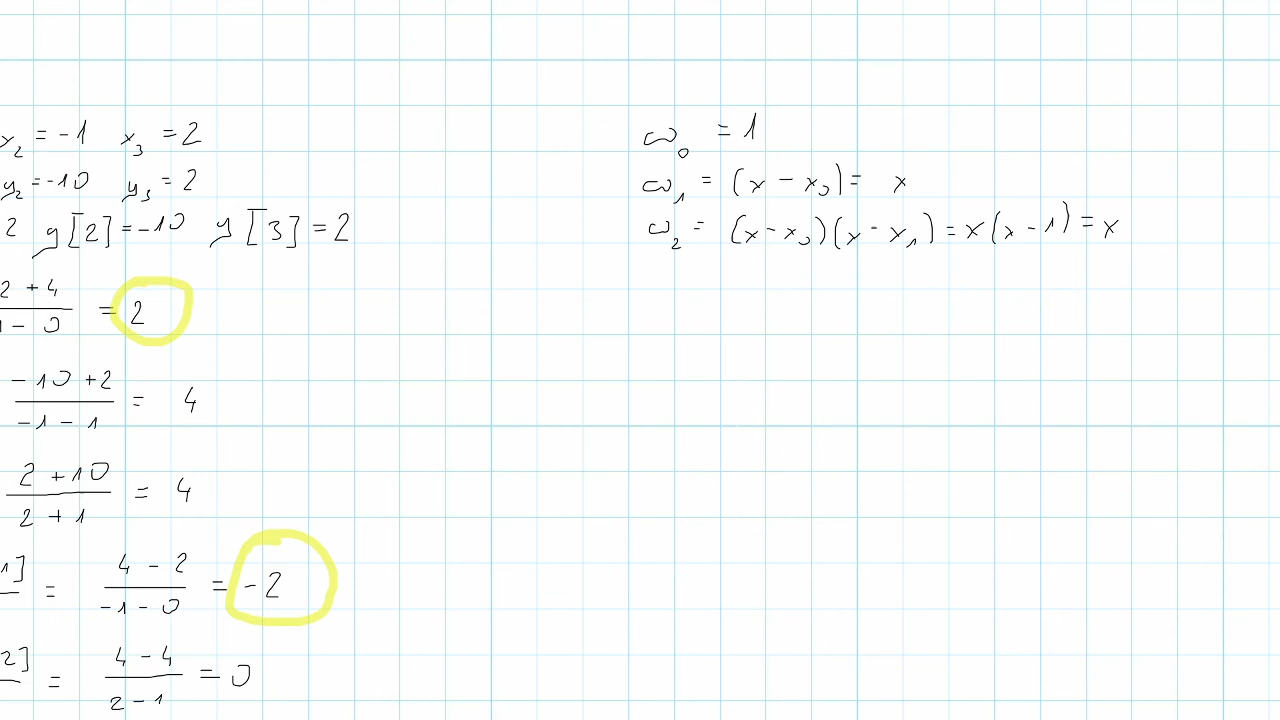 x₂ = -1 x₃ = 2
y₂ = -10 y₃ = 2
2 y[2] = -10 y[3] = 2
2 + 4
1 - 0 = 2
-10 + 2
-1 - 1 = 4
2 + 10
2 + 1 = 4
1] = 4 - 2
-1 - 0 = -2
2] = 4 - 4
2 - 1 = 0
ω₀ = 1
ω₁ = (x - x₀) = x
ω₂ = (x - x₀)(x - x₁) = x(x - 1) = x